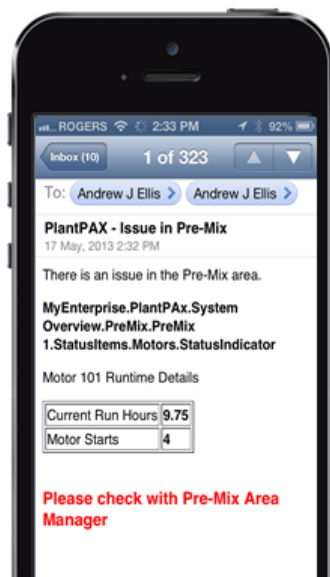 ROGERS 2:33 PM 92%
Inbox (10) 1 of 323
To: Andrew J Ellis Andrew J Ellis
PlantPAX - Issue in Pre-Mix
17 May, 2013 2:32 PM
There is an issue in the Pre-Mix area.
MyEnterprise.PlantPAx.System
Overview.PreMix.PreMix
1.StatusItems.Motors.StatusIndicator
Motor 101 Runtime Details
Current Run Hours 9.75
Motor Starts 4
Please check with Pre-Mix Area
Manager